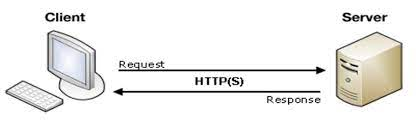 Client
Server
Request
HTTP(S)
Response